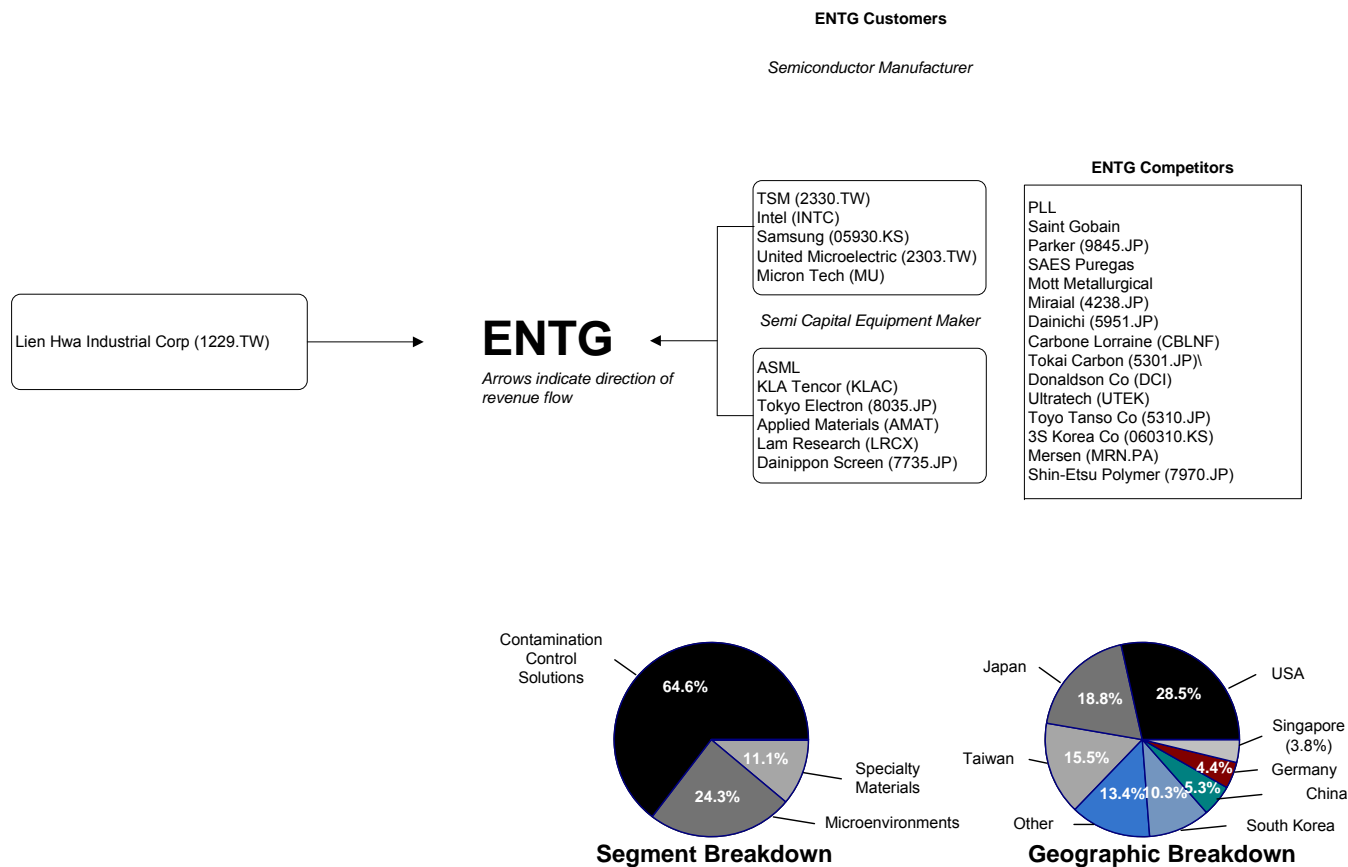 ENTG Customers
Semiconductor Manufacturer
ENTG Competitors
TSM (2330.TW)
Intel (INTC)
Samsung (05930.KS)
United Microelectric (2303.TW)
Micron Tech (MU)
PLL
Saint Gobain
Parker (9845.JP)
SAES Puregas
Mott Metallurgical
Miraial (4238.JP)
Dainichi (5951.JP)
Carbone Lorraine (CBLNF)
Tokai Carbon (5301.JP)\
Donaldson Co (DCI)
Ultratech (UTEK)
Toyo Tanso Co (5310.JP)
3S Korea Co (060310.KS)
Mersen (MRN.PA)
Shin-Etsu Polymer (7970.JP)
Lien Hwa Industrial Corp (1229.TW)
ENTG
Arrows indicate direction of
revenue flow
Semi Capital Equipment Maker
ASML
KLA Tencor (KLAC)
Tokyo Electron (8035.JP)
Applied Materials (AMAT)
Lam Research (LRCX)
Dainippon Screen (7735.JP)
Contamination
Control
Solutions
64.6%
11.1%
24.3%
Specialty
Materials
Microenvironments
Segment Breakdown
Japan
18.8%
28.5%
USA
Singapore
(3.8%)
Taiwan
15.5%
4.4%
Germany
13.4%
10.3%
5.3%
China
Other
South Korea
Geographic Breakdown